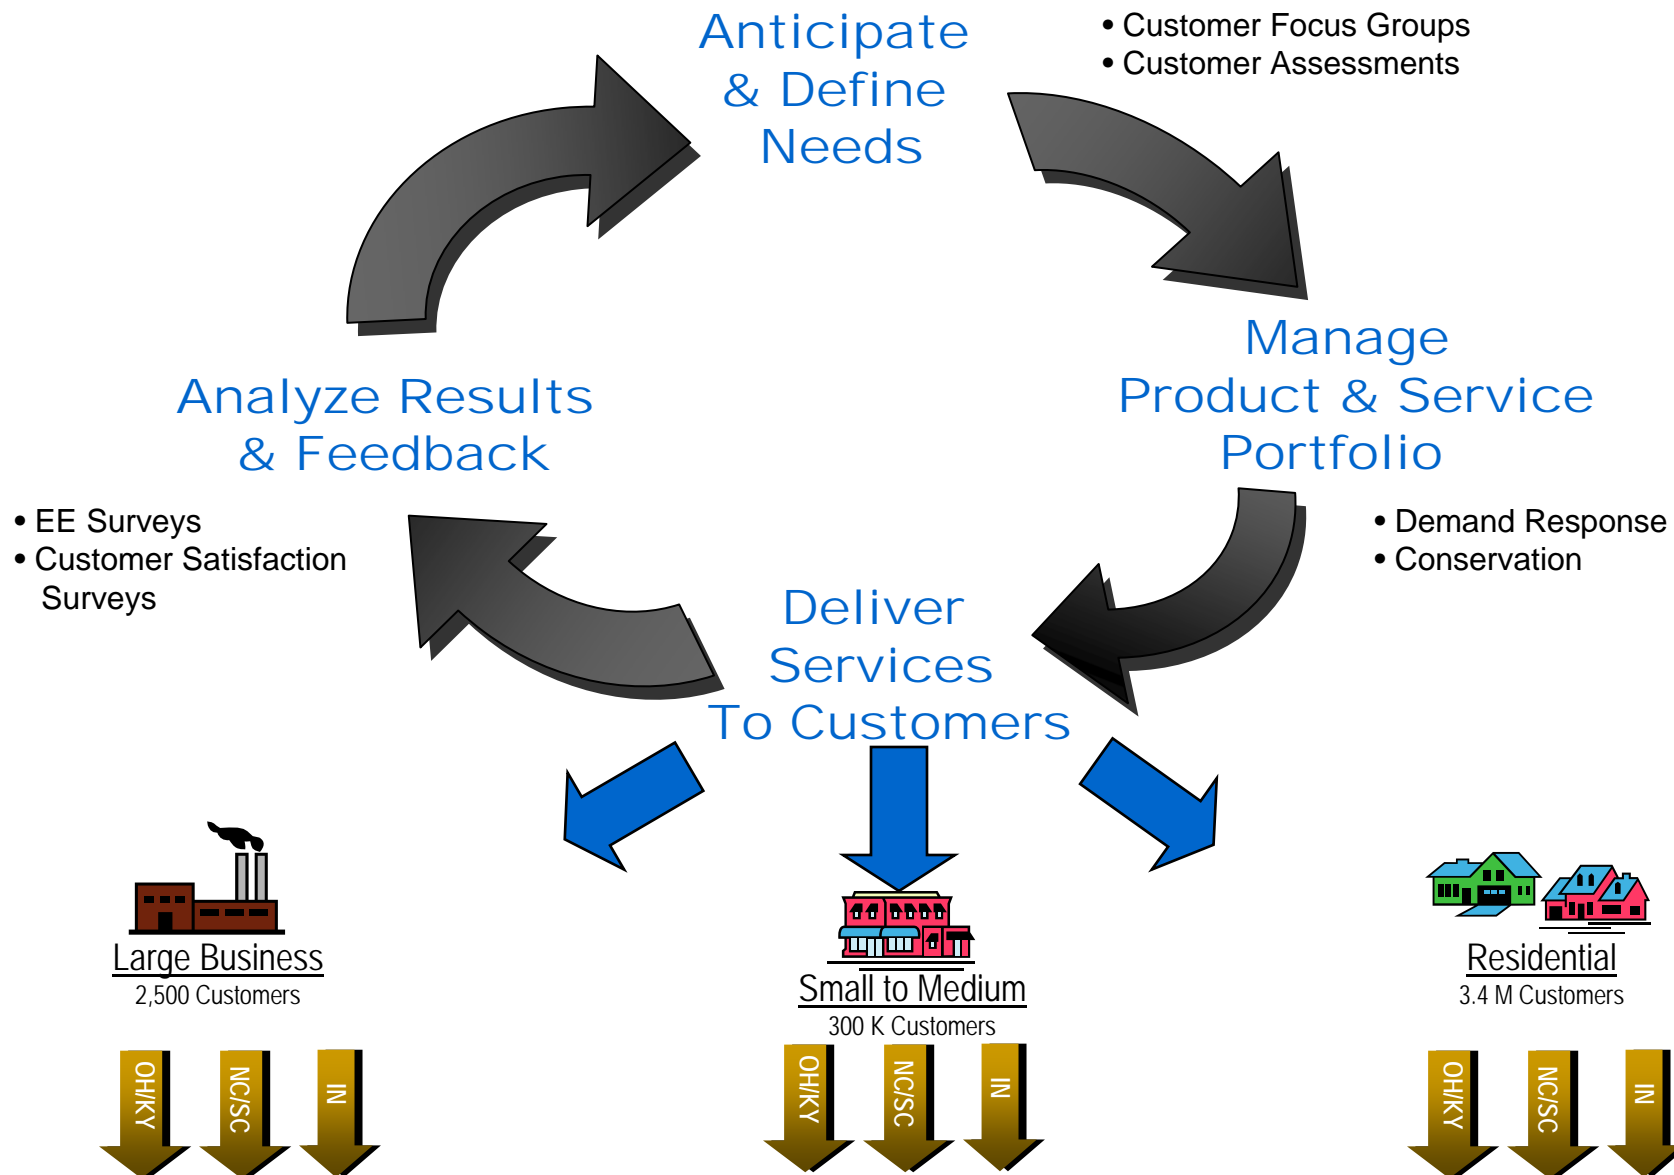 Anticipate
& Define
Needs
• Customer Focus Groups
• Customer Assessments
Manage
Product & Service
Portfolio
• Demand Response
• Conservation
Analyze Results
& Feedback
• EE Surveys
• Customer Satisfaction
Surveys
Deliver
Services
To Customers
Large Business
2,500 Customers
OH/KY
NC/SC
IN
Small to Medium
300 K Customers
OH/KY
NC/SC
IN
Residential
3.4 M Customers
OH/KY
NC/SC
IN